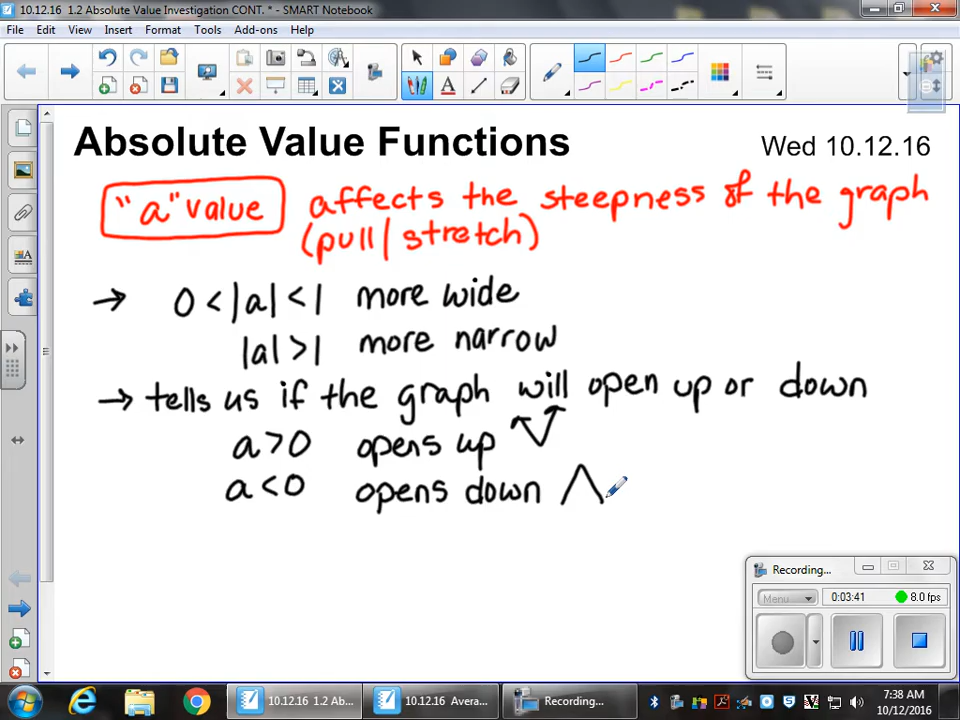 10.12.16 1.2 Absolute Value Investigation CONT. * - SMART Notebook
File Edit View Insert Format Tools Add-ons Help
Absolute Value Functions
Wed 10.12.16
"a" value affects the steepness of the graph
(pull/stretch)
→ 0 < |a| < 1 more wide
|a| > 1 more narrow
→ tells us if the graph will open up or down
a > 0 opens up
a < 0 opens down
Recording...
Menu
0:03:41
8.0 fps
10.12.16 1.2 Ab...
10.12.16 Avera...
Recording...
7:38 AM
10/12/2016